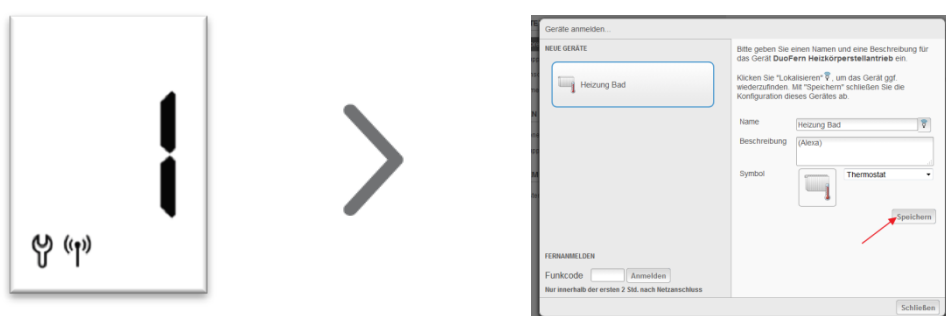 1
Geräte anmelden...
NEUE GERÄTE
Heizung Bad
Bitte geben Sie einen Namen und eine Beschreibung für
das Gerät DuoFern Heizkörperstellantrieb ein.
Klicken Sie "Lokalisieren" , um das Gerät ggf.
wiederzufinden. Mit "Speichern" schließen Sie die
Konfiguration dieses Gerätes ab.
Name
Heizung Bad
Beschreibung
(Alexa)
Symbol
Thermostat
Speichern
FERNANMELDEN
Funkcode
Anmelden
Nur innerhalb der ersten 2 Std. nach Netzanschluss
Schließen